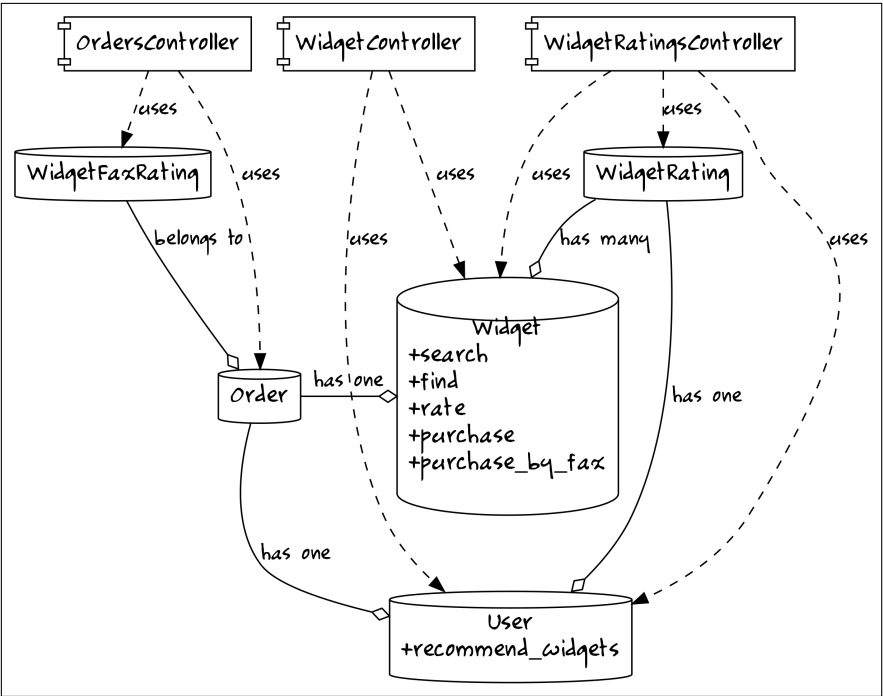 OrdersController
WidgetController
WidgetRatingsController
uses
uses
WidgetFaxRating
uses
uses
uses
WidgetRating
belongs to
uses
has many
uses
Widget
+search
+find
+rate
+purchase
+purchase_by_fax
Order
has one
has one
has one
User
+recommend_widgets